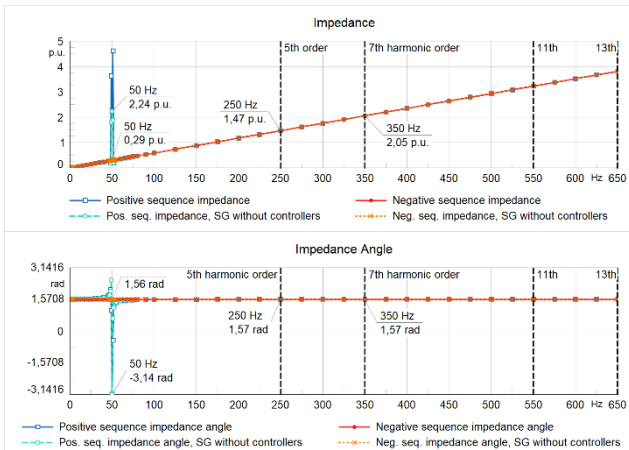 Impedance
5
p.u.
4
3
2
1
0
5th order
7th harmonic order
11th
13th
50 Hz
2,24 p.u.
50 Hz
0,29 p.u.
250 Hz
1,47 p.u.
350 Hz
2,05 p.u.
0 50 100 150 200 250 300 350 400 450 500 550 600 Hz 650
Positive sequence impedance
Negative sequence impedance
Pos. seq. impedance, SG without controllers
Neg. seq. impedance, SG without controllers
Impedance Angle
3,1416
rad
1,5708
0
-1,5708
-3,1416
5th harmonic order
7th harmonic order
11th
13th
1,56 rad
250 Hz
1,57 rad
350 Hz
1,57 rad
50 Hz
-3,14 rad
0 50 100 150 200 250 300 350 400 450 500 550 600 Hz 650
Positive sequence impedance angle
Negative sequence impedance angle
Pos. seq. impedance angle, SG without controllers
Neg. seq. impedance angle, SG without controllers